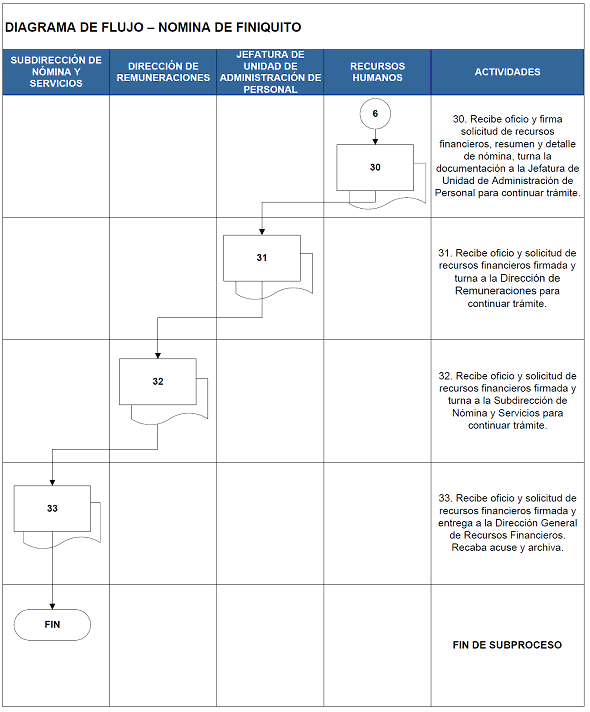 DIAGRAMA DE FLUJO – NOMINA DE FINIQUITO
SUBDIRECCIÓN DE
NÓMINA Y
SERVICIOS
DIRECCIÓN DE
REMUNERACIONES
JEFATURA DE
UNIDAD DE
ADMINISTRACIÓN DE
PERSONAL
RECURSOS
HUMANOS
ACTIVIDADES
6
30
30. Recibe oficio y firma
solicitud de recursos
financieros, resumen y detalle
de nómina, turna la
documentación a la Jefatura de
Unidad de Administración de
Personal para continuar trámite.
31
31. Recibe oficio y solicitud de
recursos financieros firmada y
turna a la Dirección de
Remuneraciones para
continuar trámite.
32
32. Recibe oficio y solicitud de
recursos financieros firmada y
turna a la Subdirección de
Nómina y Servicios para
continuar trámite.
33
33. Recibe oficio y solicitud de
recursos financieros firmada y
entrega a la Dirección General
de Recursos Financieros.
Recaba acuse y archiva.
FIN
FIN DE SUBPROCESO